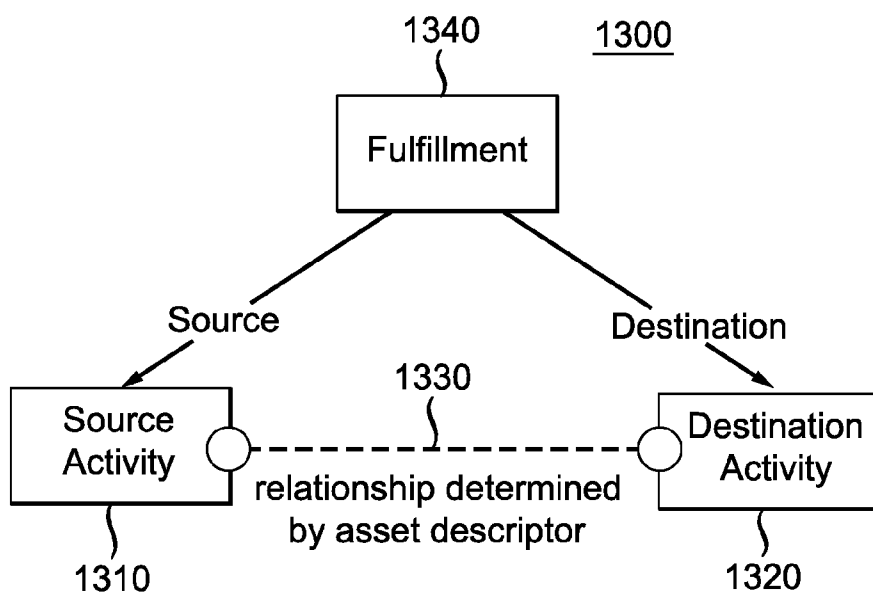 1340
1300
Fulfillment
Source
Destination
1330
Source
Activity
Destination
Activity
relationship determined
by asset descriptor
1310
1320